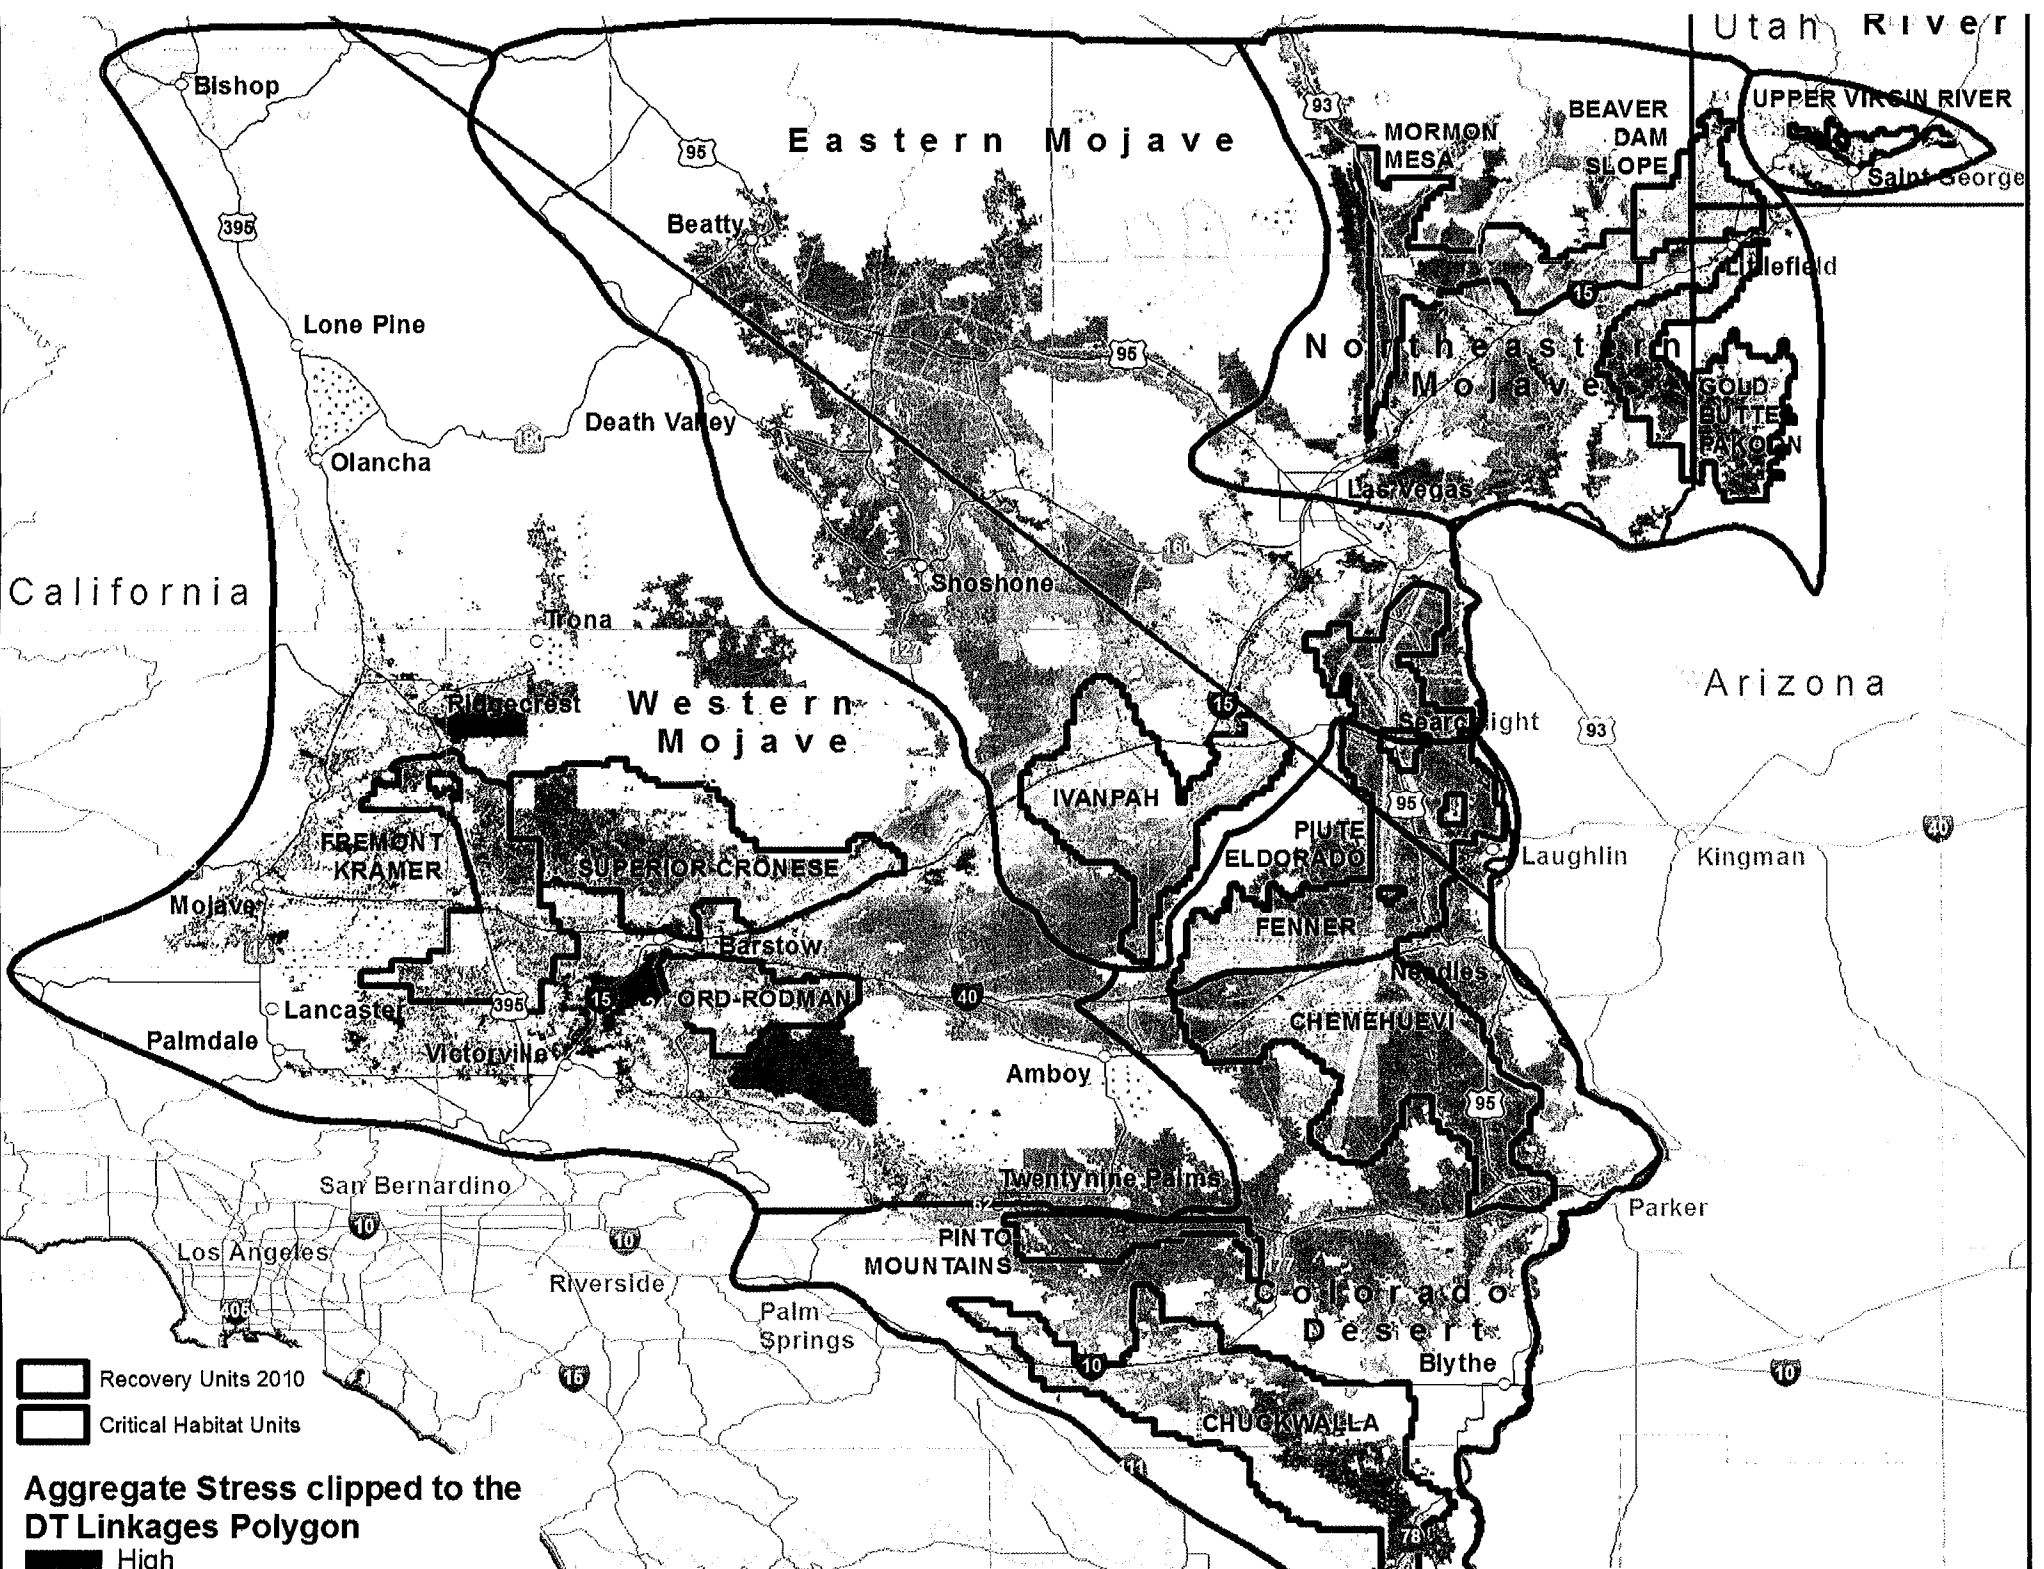 Utah River
Bishop
93
BEAVER
DAM
SLOPE
UPPER VIRGIN RIVER
MORMON
MESA
Eastern Mojave
95
Saint George
Beatty
395
Littlefield
15
Lone Pine
95
Northeastern
Mojave
GOLD
BUTTE
PAKOON
Death Valley
190
Olancha
Las Vegas
160
California
Shoshone
Trona
127
Arizona
Ridgecrest
Western
Mojave
15
Searchlight
93
IVANPAH
95
40
FREMONT
KRAMER
SUPERIOR-CRONESE
PIUTE
ELDORADO
Laughlin
Kingman
Mojave
FENNER
Barstow
Needles
Lancaster
395
15
ORD-RODMAN
40
CHEMEHUEVI
Palmdale
Victorville
Amboy
95
San Bernardino
Twentynine Palms
62
Parker
10
10
Los Angeles
PINTO
MOUNTAINS
Riverside
Colorado
Desert
405
Palm
Springs
10
Blythe
10
15
Recovery Units 2010
Critical Habitat Units
CHUCKWALLA
111
Aggregate Stress clipped to the
DT Linkages Polygon
78
High